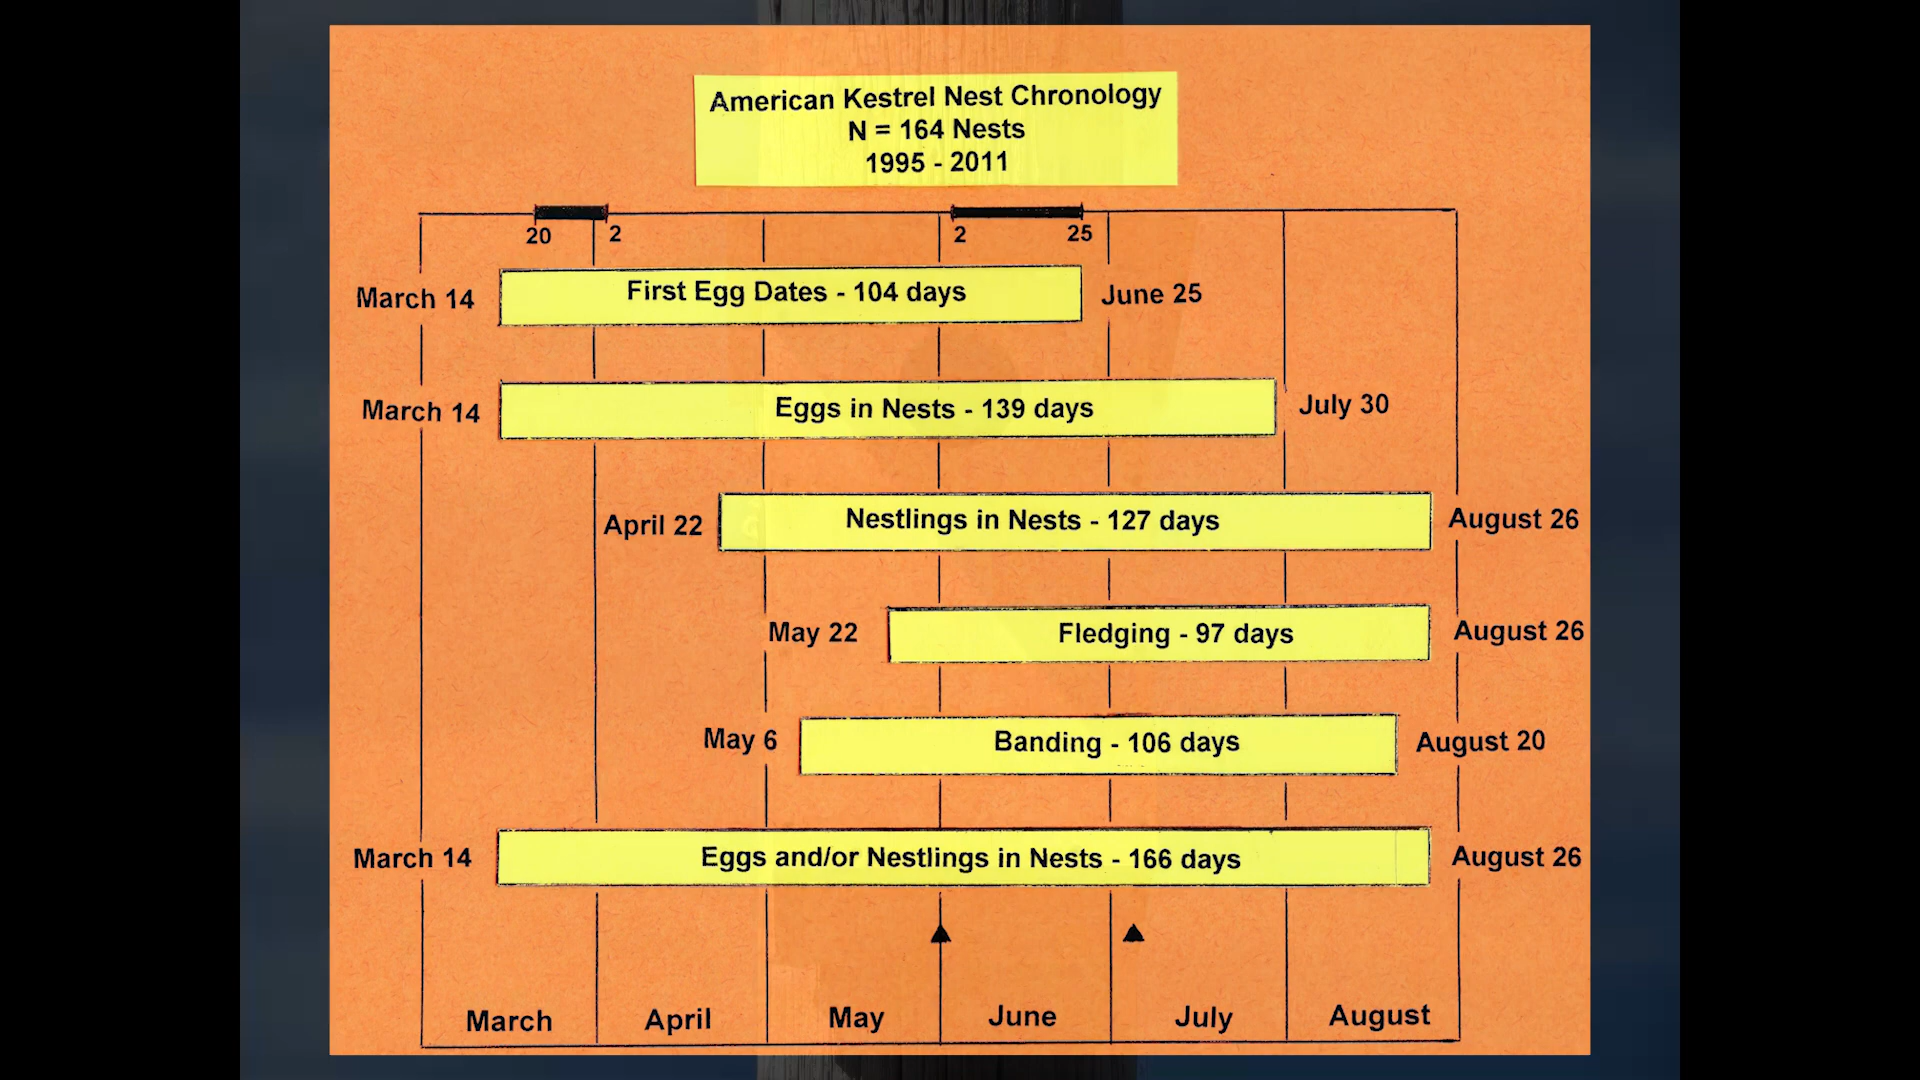 American Kestrel Nest Chronology
N = 164 Nests
1995 - 2011
20 2 2 25
March 14 First Egg Dates - 104 days June 25
March 14 Eggs in Nests - 139 days July 30
April 22 Nestlings in Nests - 127 days August 26
May 22 Fledging - 97 days August 26
May 6 Banding - 106 days August 20
March 14 Eggs and/or Nestlings in Nests - 166 days August 26
March April May June July August